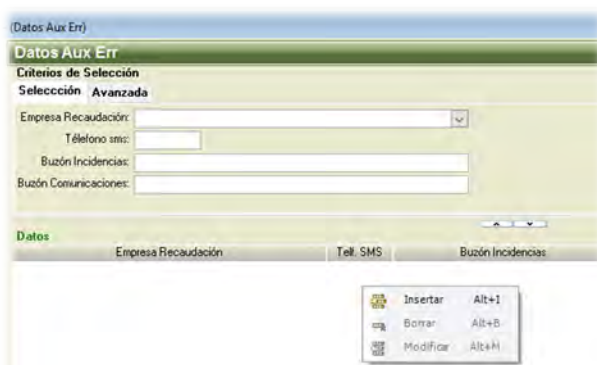 (Datos Aux Err)
Datos Aux Err
Criterios de Selección
Seleccción Avanzada
Empresa Recaudación:
Télefono sms:
Buzón Incidencias:
Buzón Comunicaciones:
Datos
Empresa Recaudación Telf. SMS Buzón Incidencias
Insertar Alt+I
Borrar Alt+B
Modificar Alt+M